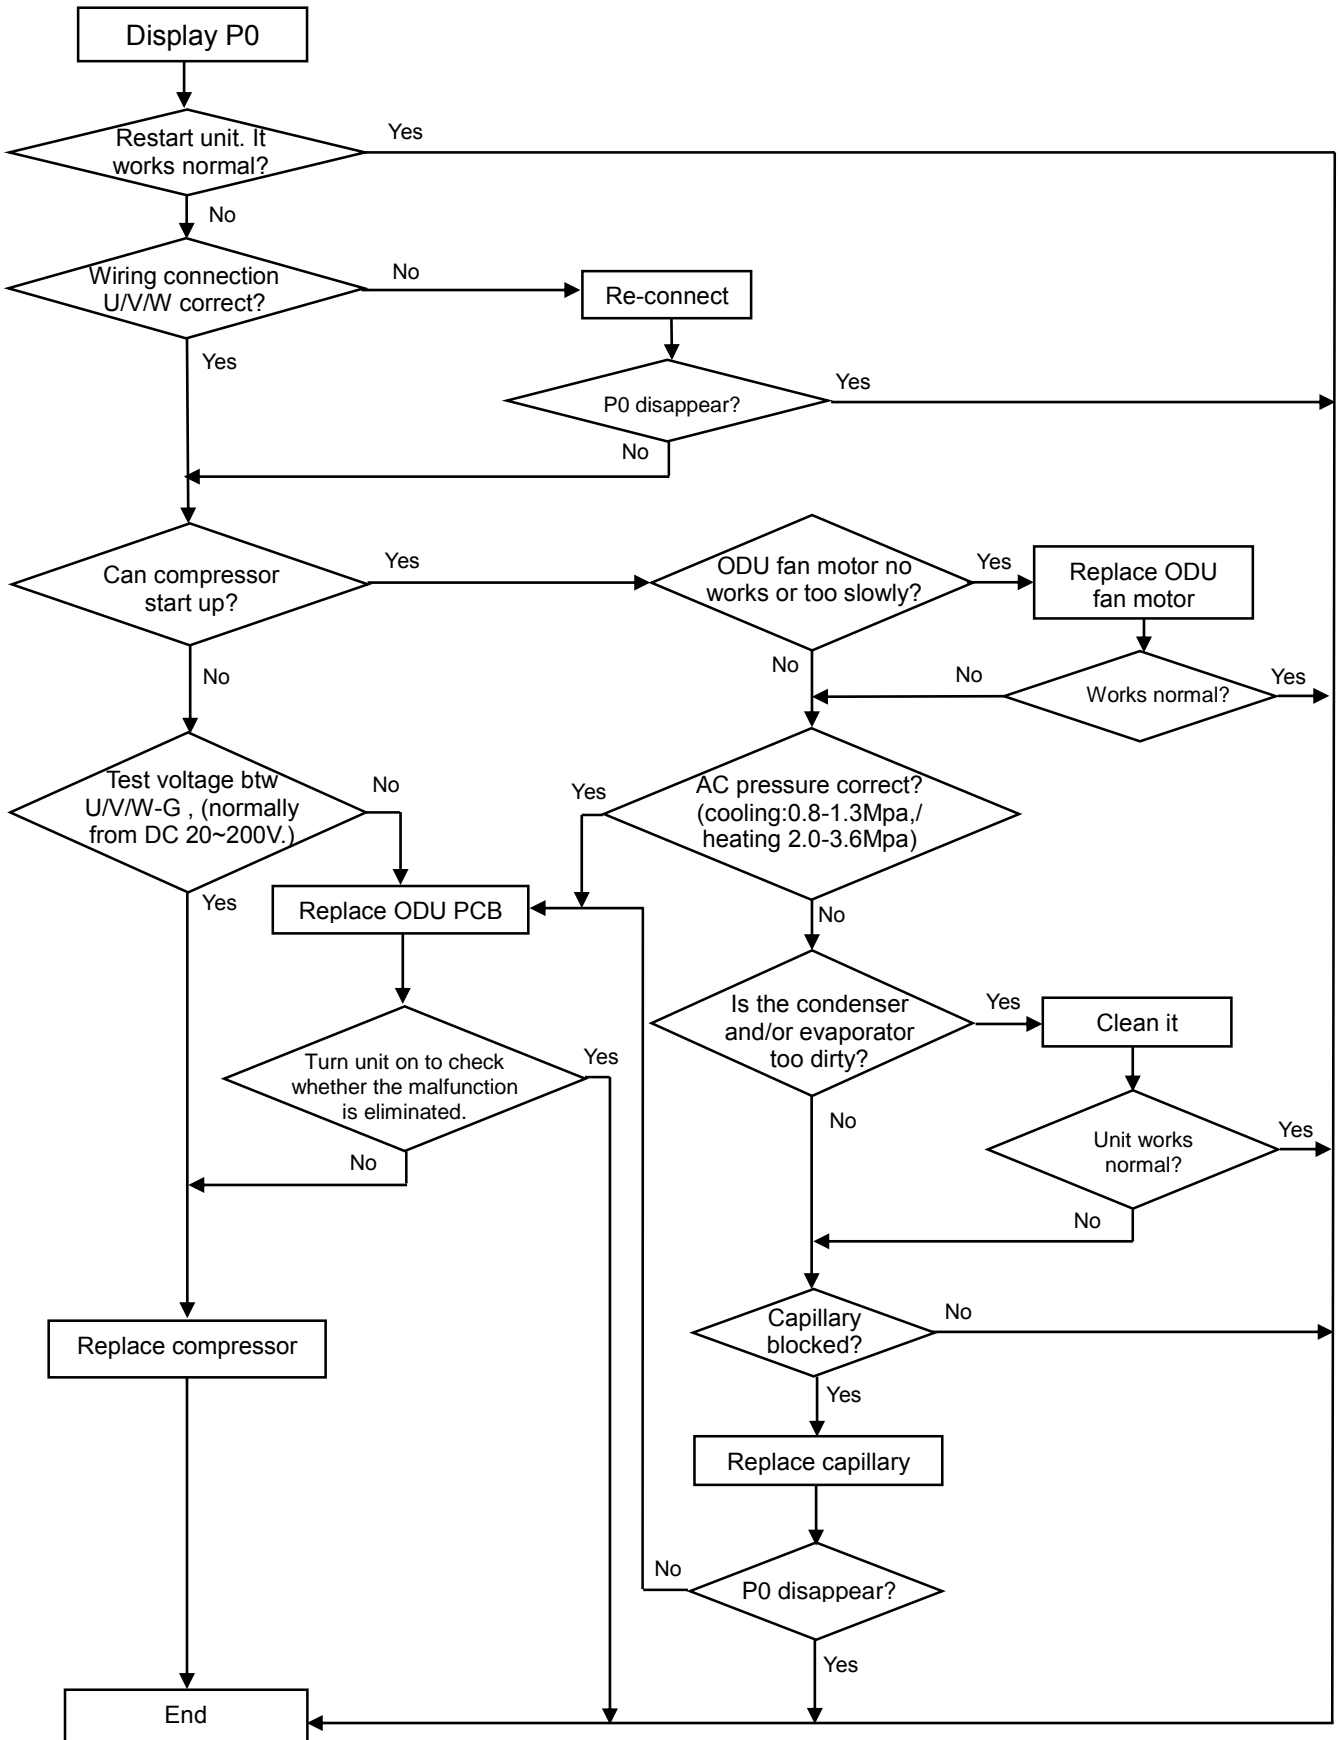 Display P0
Restart unit. It
works normal?
Yes
No
Wiring connection
U/V/W correct?
No
Re-connect
Yes
P0 disappear?
Yes
No
Can compressor
start up?
Yes
ODU fan motor no
works or too slowly?
Yes
Replace ODU
fan motor
No
No
No
Works normal?
Yes
Test voltage btw
U/V/W-G , (normally
from DC 20~200V.)
No
Yes
AC pressure correct?
(cooling:0.8-1.3Mpa,/
heating 2.0-3.6Mpa)
Yes
Replace ODU PCB
No
Is the condenser
and/or evaporator
too dirty?
Yes
Clean it
Turn unit on to check
whether the malfunction
is eliminated.
Yes
No
No
Unit works
normal?
Yes
No
Replace compressor
Capillary
blocked?
No
Yes
Replace capillary
No
P0 disappear?
Yes
End